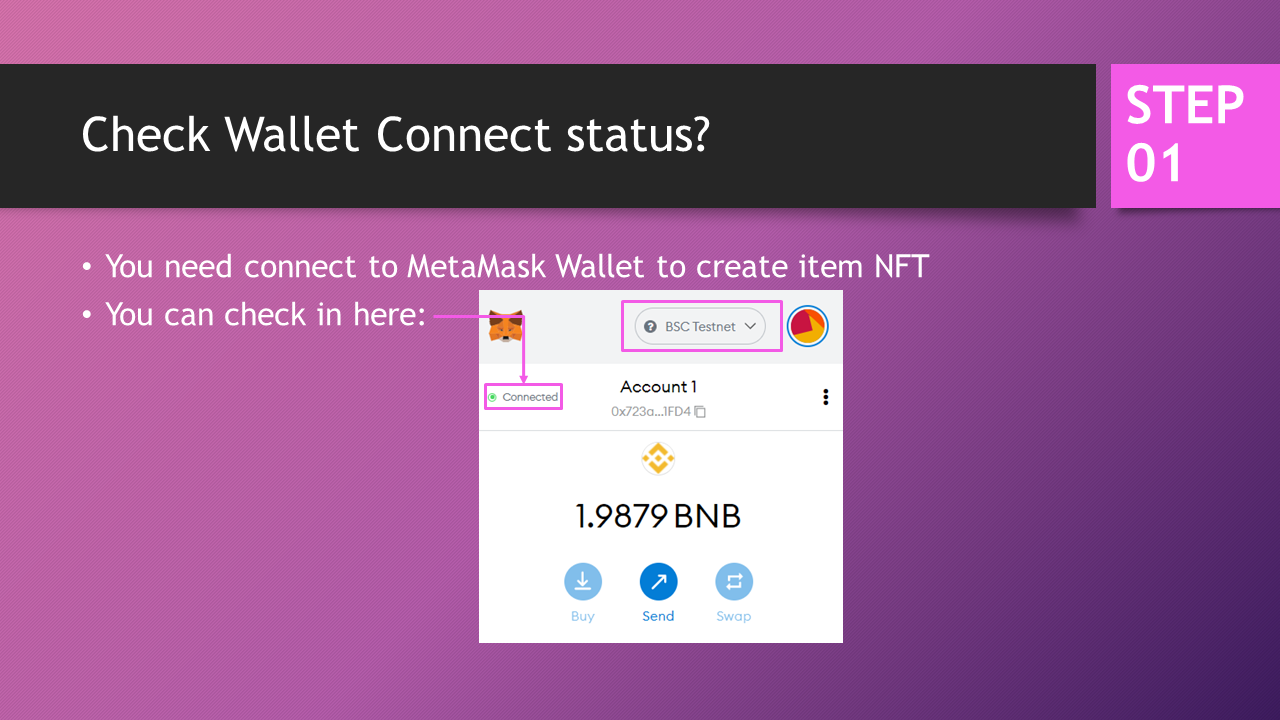 Check Wallet Connect status?
STEP
01
• You need connect to MetaMask Wallet to create item NFT
• You can check in here:
? BSC Testnet
Connected
Account 1
0x723a...1FD4
1.9879 BNB
Buy Send Swap